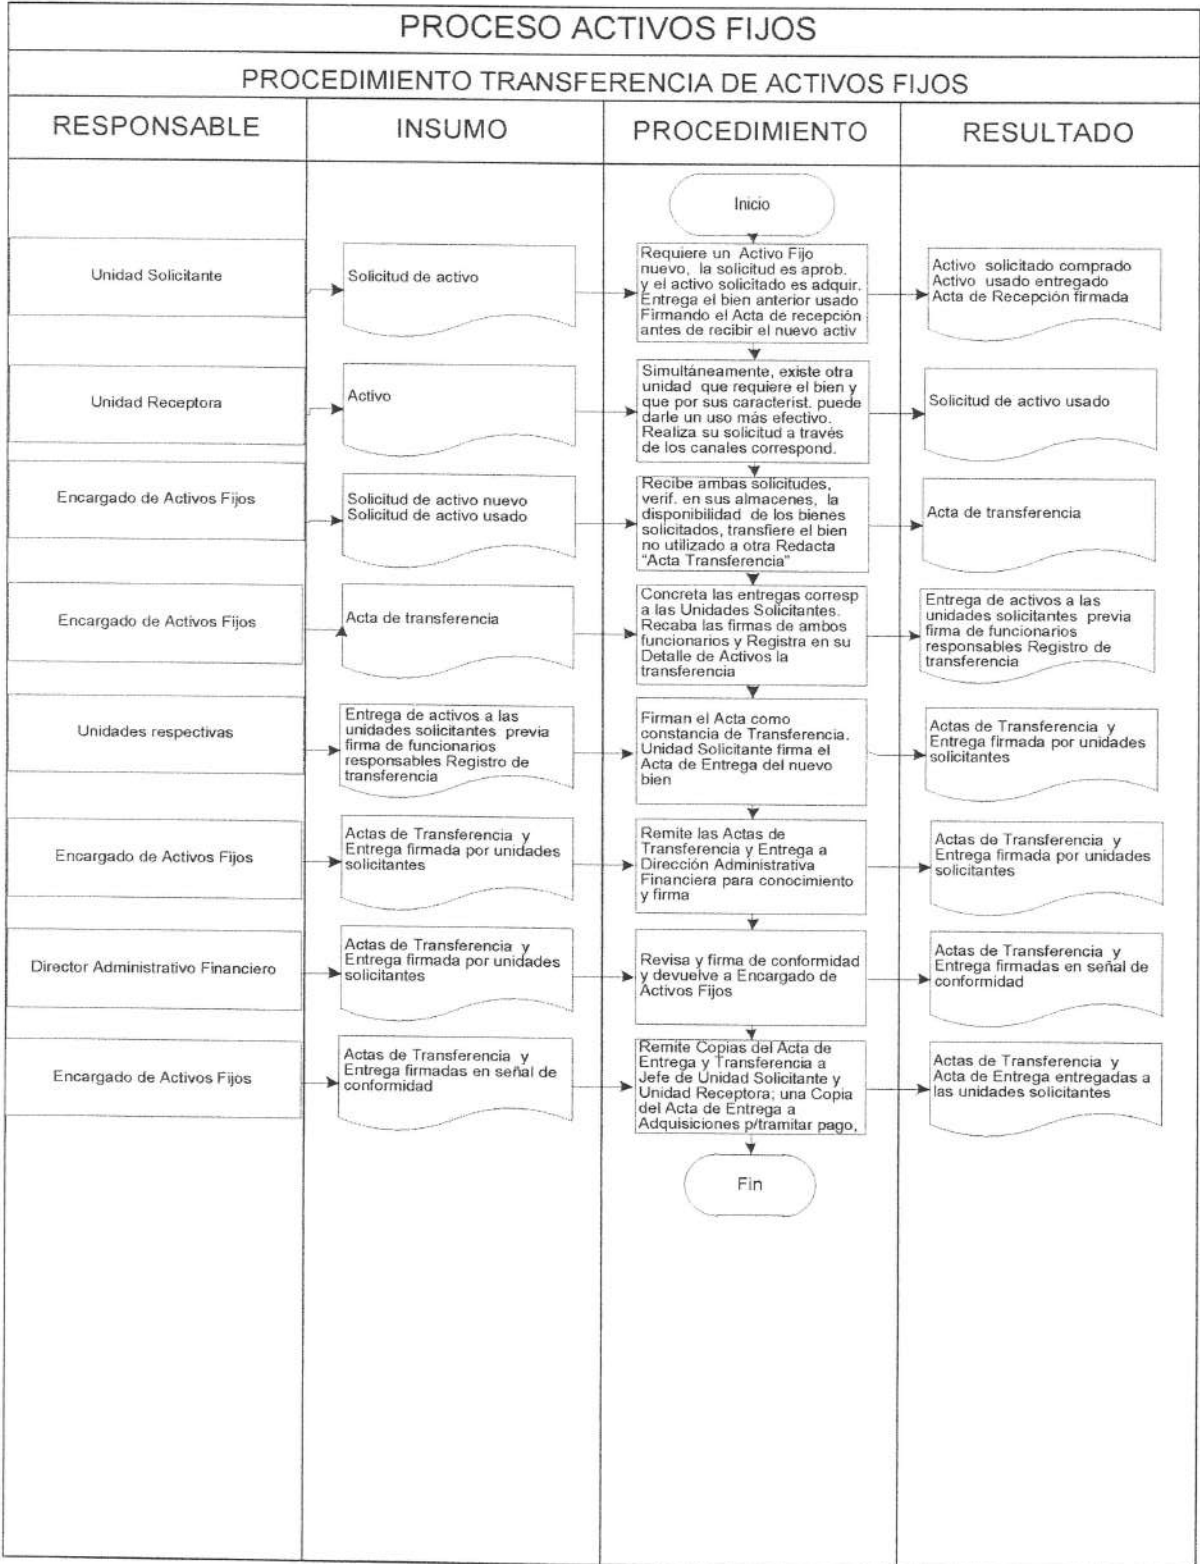 PROCESO ACTIVOS FIJOS
PROCEDIMIENTO TRANSFERENCIA DE ACTIVOS FIJOS
RESPONSABLE
INSUMO
PROCEDIMIENTO
RESULTADO
Inicio
Unidad Solicitante
Solicitud de activo
Requiere un Activo Fijo
nuevo, la solicitud es aprob.
y el activo solicitado es adquir.
Entrega el bien anterior usado
Firmando el Acta de recepción
antes de recibir el nuevo activ
Activo solicitado comprado
Activo usado entregado
Acta de Recepción firmada
Unidad Receptora
Activo
Simultáneamente, existe otra
unidad que requiere el bien y
que por sus caracterist. puede
darle un uso más efectivo.
Realiza su solicitud a través
de los canales correspond.
Solicitud de activo usado
Encargado de Activos Fijos
Solicitud de activo nuevo
Solicitud de activo usado
Recibe ambas solicitudes,
verif. en sus almacenes, la
disponibilidad de los bienes
solicitados, transfiere el bien
no utilizado a otra Redacta
"Acta Transferencia"
Acta de transferencia
Encargado de Activos Fijos
Acta de transferencia
Concreta las entregas corresp
a las Unidades Solicitantes.
Recaba las firmas de ambos
funcionarios y Registra en su
Detalle de Activos la
transferencia
Entrega de activos a las
unidades solicitantes previa
firma de funcionarios
responsables Registro de
transferencia
Unidades respectivas
Entrega de activos a las
unidades solicitantes previa
firma de funcionarios
responsables Registro de
transferencia
Firman el Acta como
constancia de Transferencia.
Unidad Solicitante firma el
Acta de Entrega del nuevo
bien
Actas de Transferencia y
Entrega firmada por unidades
solicitantes
Encargado de Activos Fijos
Actas de Transferencia y
Entrega firmada por unidades
solicitantes
Remite las Actas de
Transferencia y Entrega a
Dirección Administrativa
Financiera para conocimiento
y firma
Actas de Transferencia y
Entrega firmada por unidades
solicitantes
Director Administrativo Financiero
Actas de Transferencia y
Entrega firmada por unidades
solicitantes
Revisa y firma de conformidad
y devuelve a Encargado de
Activos Fijos
Actas de Transferencia y
Entrega firmadas en señal de
conformidad
Encargado de Activos Fijos
Actas de Transferencia y
Entrega firmadas en señal de
conformidad
Remite Copias del Acta de
Entrega y Transferencia a
Jefe de Unidad Solicitante y
Unidad Receptora; una Copia
del Acta de Entrega a
Adquisiciones p/tramitar pago,
Actas de Transferencia y
Acta de Entrega entregadas a
las unidades solicitantes
Fin